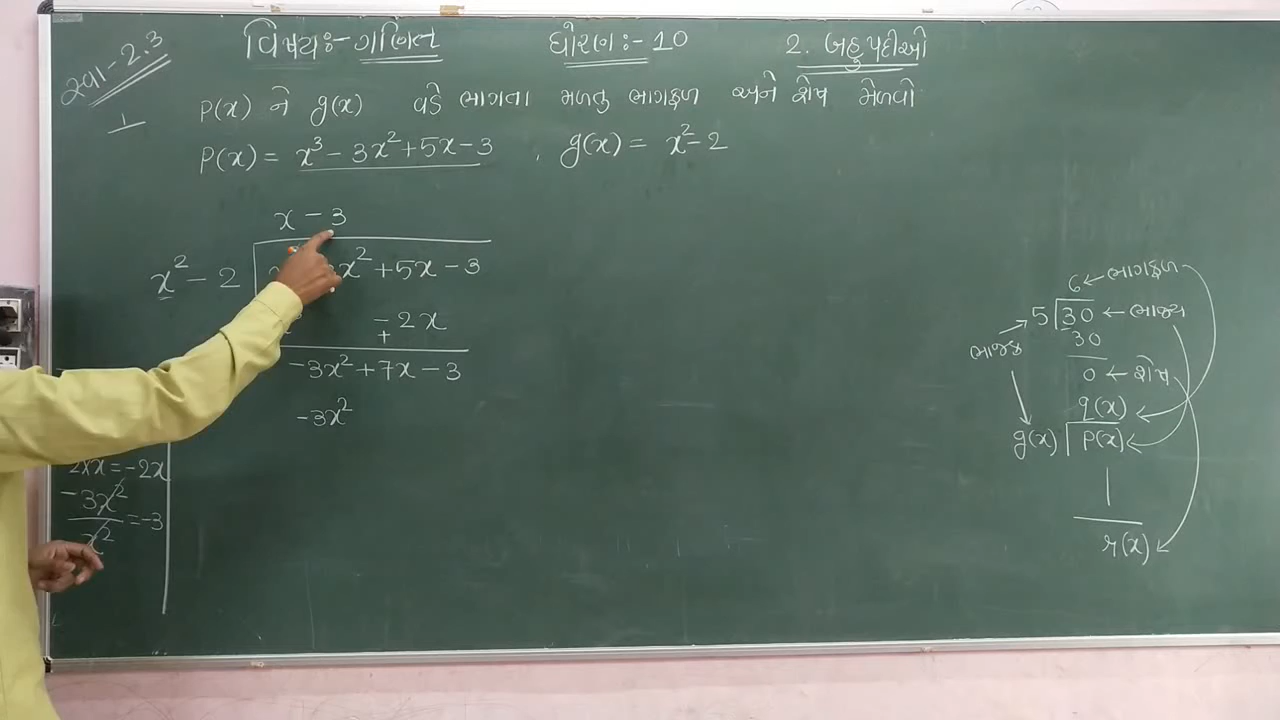 સ્વા-2.3
વિષયઃ- ગણિત ધોરણઃ- 10 2. બહુપદીઓ
1
P(x) ને g(x) વડે ભાગતા મળતુ ભાગફળ અને શેષ મેળવો
P(x) = x³ - 3x² + 5x - 3 , g(x) = x² - 2
x - 3
x² - 2 x² + 5x - 3
- 2x
+
- 3x² + 7x - 3
- 3x²
2×x = -2x
-3x²
x² = -3
6 ← ભાગફળ
5 30 ← ભાજ્ય
30
ભાજક
0 ← શેષ
q(x)
g(x) P(x)
r(x)